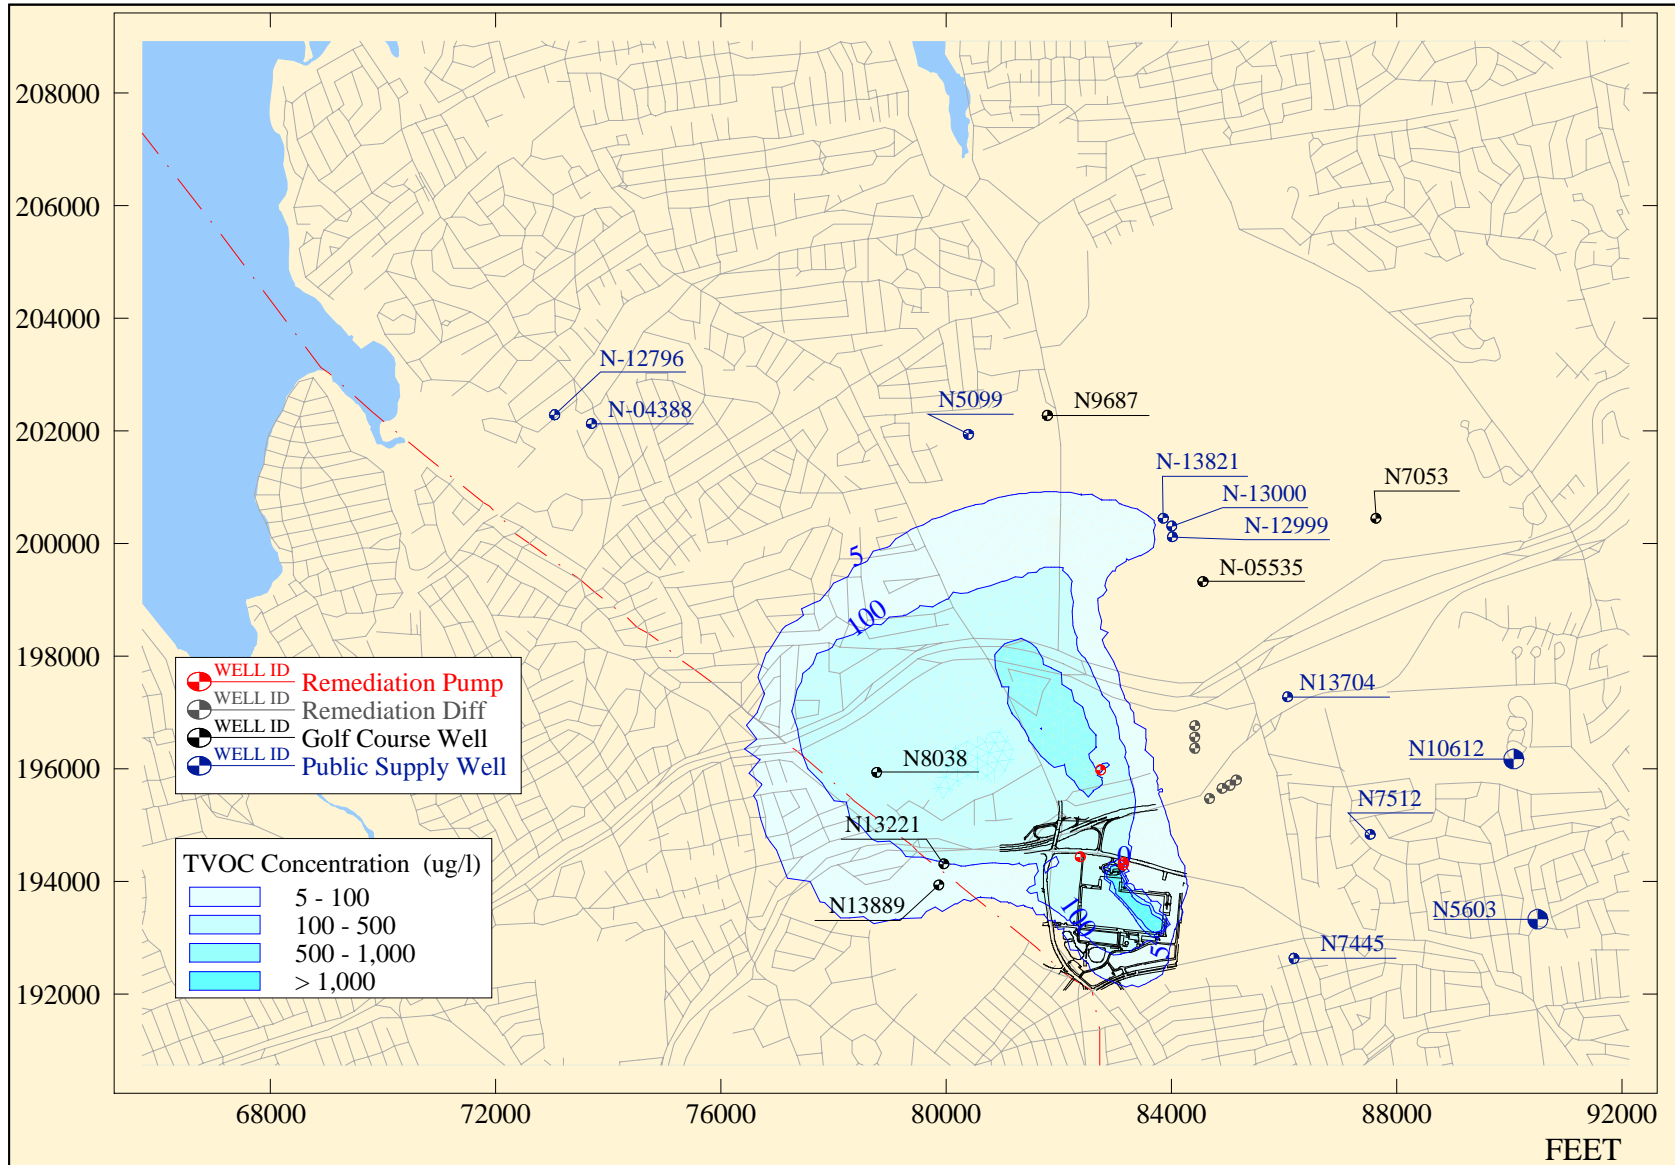 208000
206000
204000
202000
200000
198000
196000
194000
192000
N-12796
N-04388
N5099
N9687
N-13821
N-13000
N-12999
N7053
N-05535
5
100
WELL ID Remediation Pump
WELL ID Remediation Diff
WELL ID Golf Course Well
WELL ID Public Supply Well
N13704
N10612
N8038
N7512
N13221
N13889
N5603
N7445
100
5
TVOC Concentration (ug/l)
5 - 100
100 - 500
500 - 1,000
> 1,000
68000 72000 76000 80000 84000 88000 92000
FEET